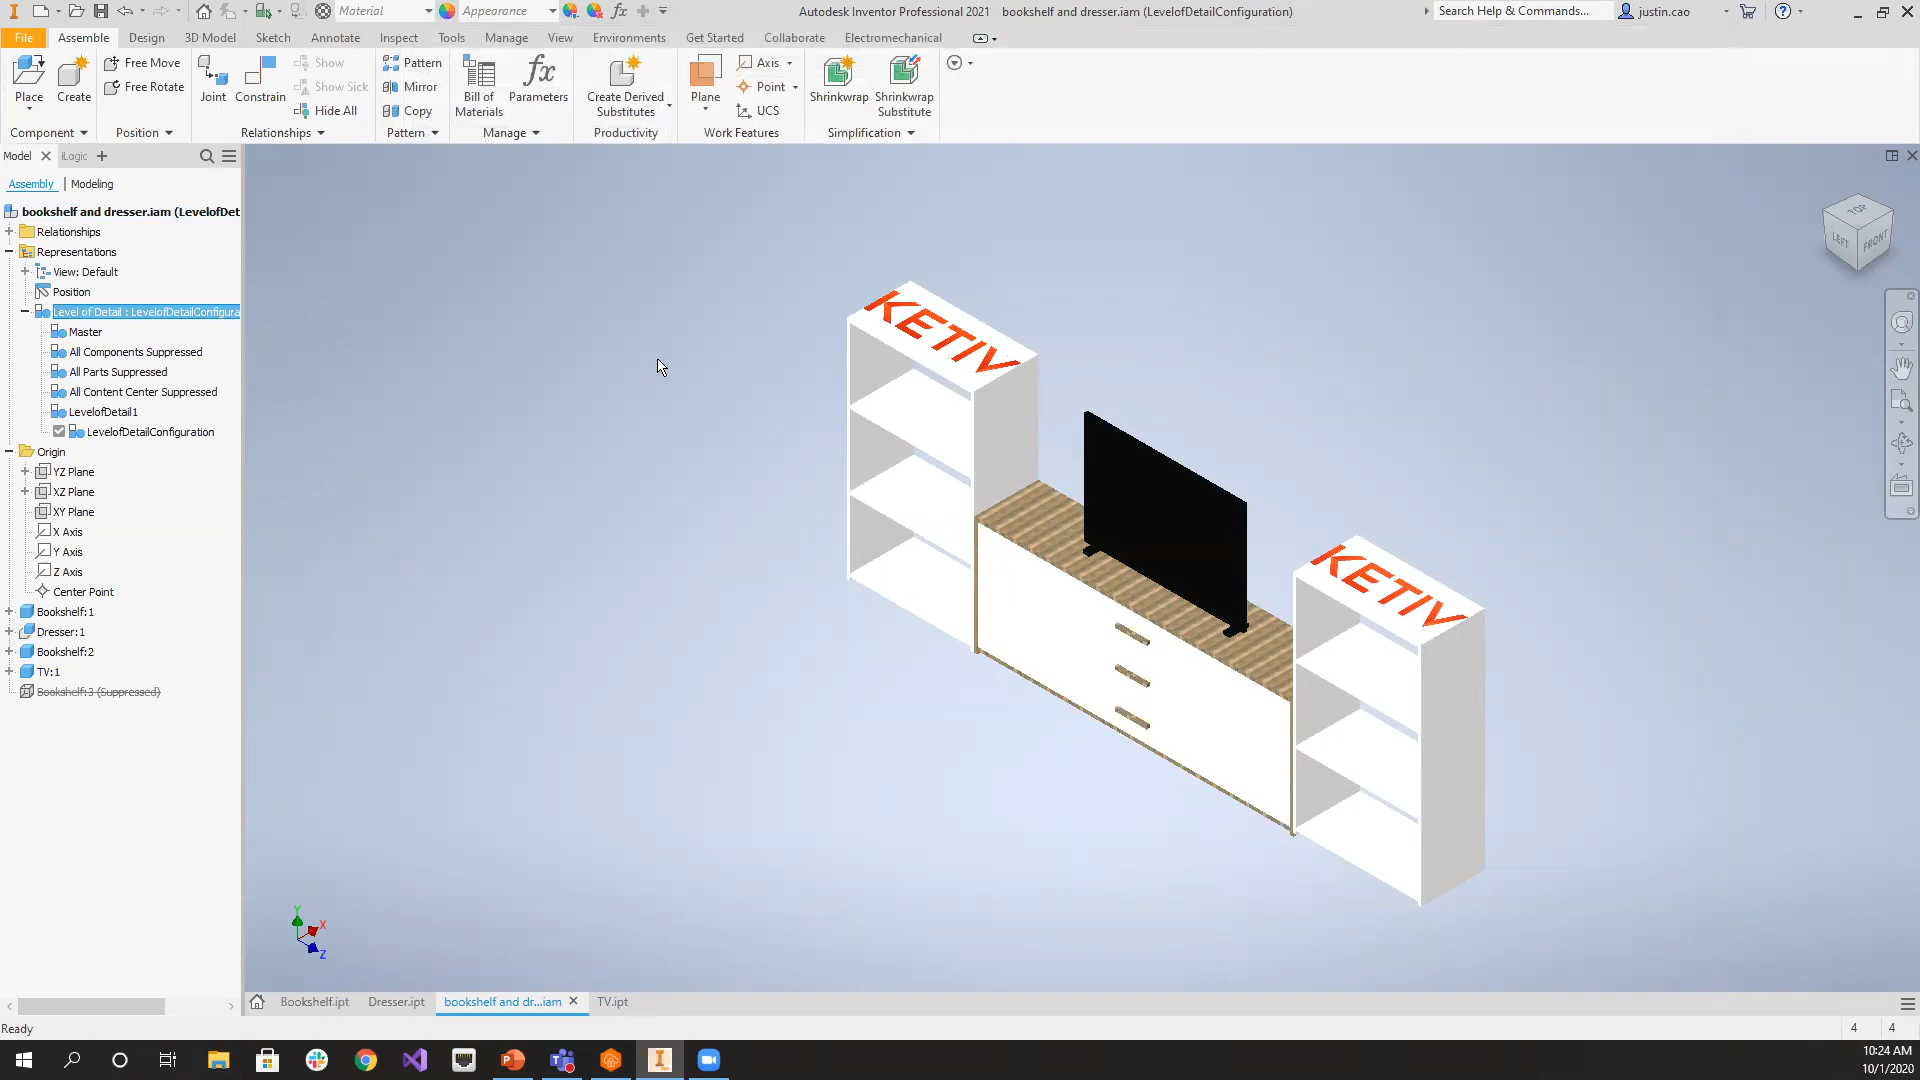 Material
Appearance
Autodesk Inventor Professional 2021 bookshelf and dresser.iam (LevelofDetailConfiguration)
Search Help & Commands...
justin.cao
File Assemble Design 3D Model Sketch Annotate Inspect Tools Manage View Environments Get Started Collaborate Electromechanical
Place Create Free Move Free Rotate Joint Constrain Show Show Sick Hide All Pattern Mirror Copy Bill of Materials fx Parameters Create Derived Substitutes Plane Axis Point UCS Shrinkwrap Shrinkwrap Substitute
Component Position Relationships Pattern Manage Productivity Work Features Simplification
Model iLogic
Assembly | Modeling
bookshelf and dresser.iam (LevelofDet
Relationships
Representations
View: Default
Position
Level of Detail : LevelofDetailConfigura
Master
All Components Suppressed
All Parts Suppressed
All Content Center Suppressed
LevelofDetail1
LevelofDetailConfiguration
Origin
YZ Plane
XZ Plane
XY Plane
X Axis
Y Axis
Z Axis
Center Point
Bookshelf:1
Dresser:1
Bookshelf:2
TV:1
Bookshelf:3 (Suppressed)
KETIV
KETIV
TOP
LEFT FRONT
Y
X
Z
Bookshelf.ipt Dresser.ipt bookshelf and dr...iam TV.ipt
Ready
4 4
10:24 AM
10/1/2020